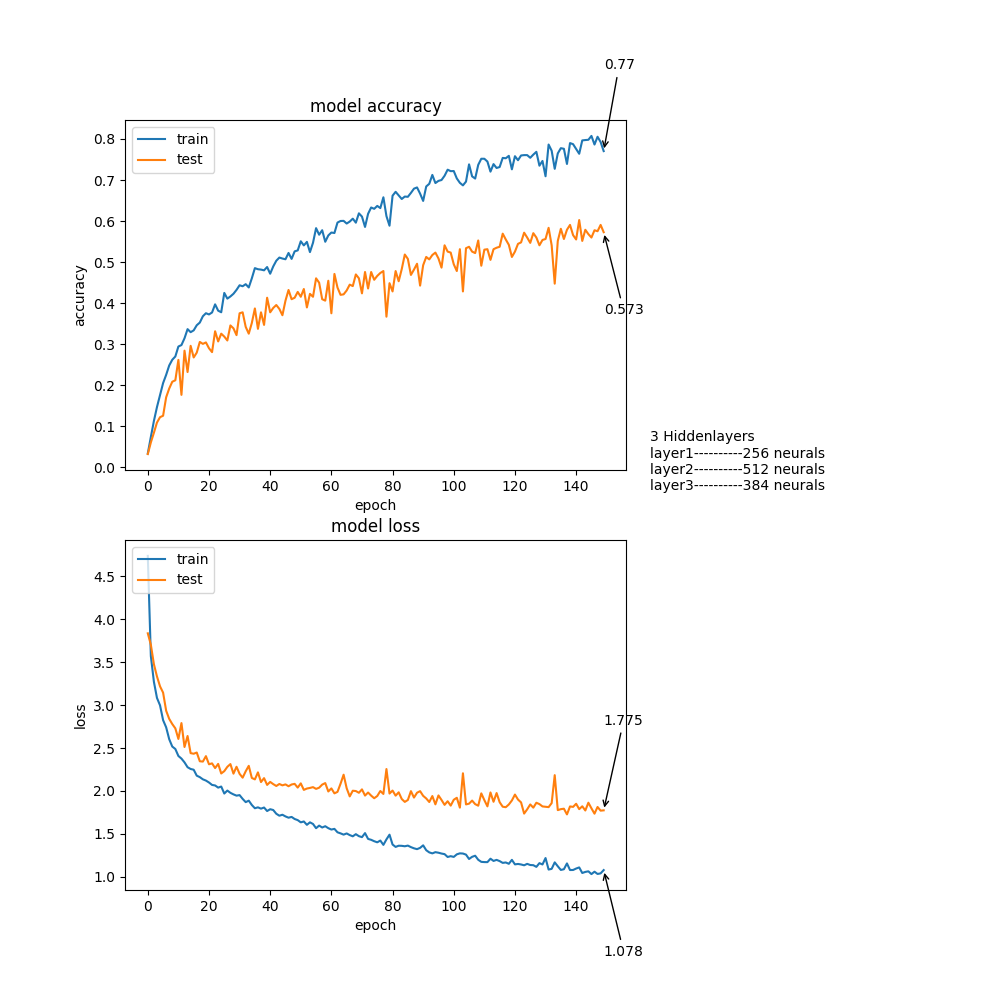 0.77
model accuracy
train
test
0.8
0.7
0.6
0.5
0.4
0.3
0.2
0.1
0.0
accuracy
0.573
0 20 40 60 80 100 120 140
epoch
3 Hiddenlayers
layer1----------256 neurals
layer2----------512 neurals
layer3----------384 neurals
model loss
train
test
4.5
4.0
3.5
3.0
2.5
2.0
1.5
1.0
loss
1.775
0 20 40 60 80 100 120 140
epoch
1.078